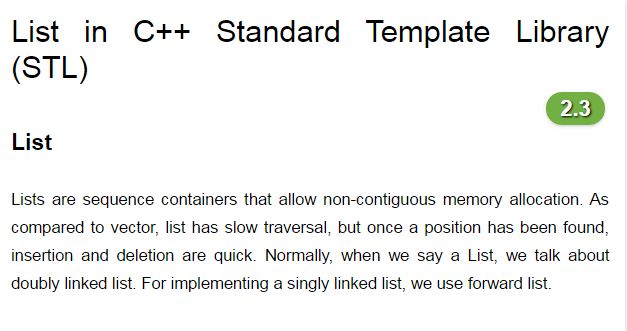 List in C++ Standard Template Library
(STL)
2.3
List
Lists are sequence containers that allow non-contiguous memory allocation. As
compared to vector, list has slow traversal, but once a position has been found,
insertion and deletion are quick. Normally, when we say a List, we talk about
doubly linked list. For implementing a singly linked list, we use forward list.